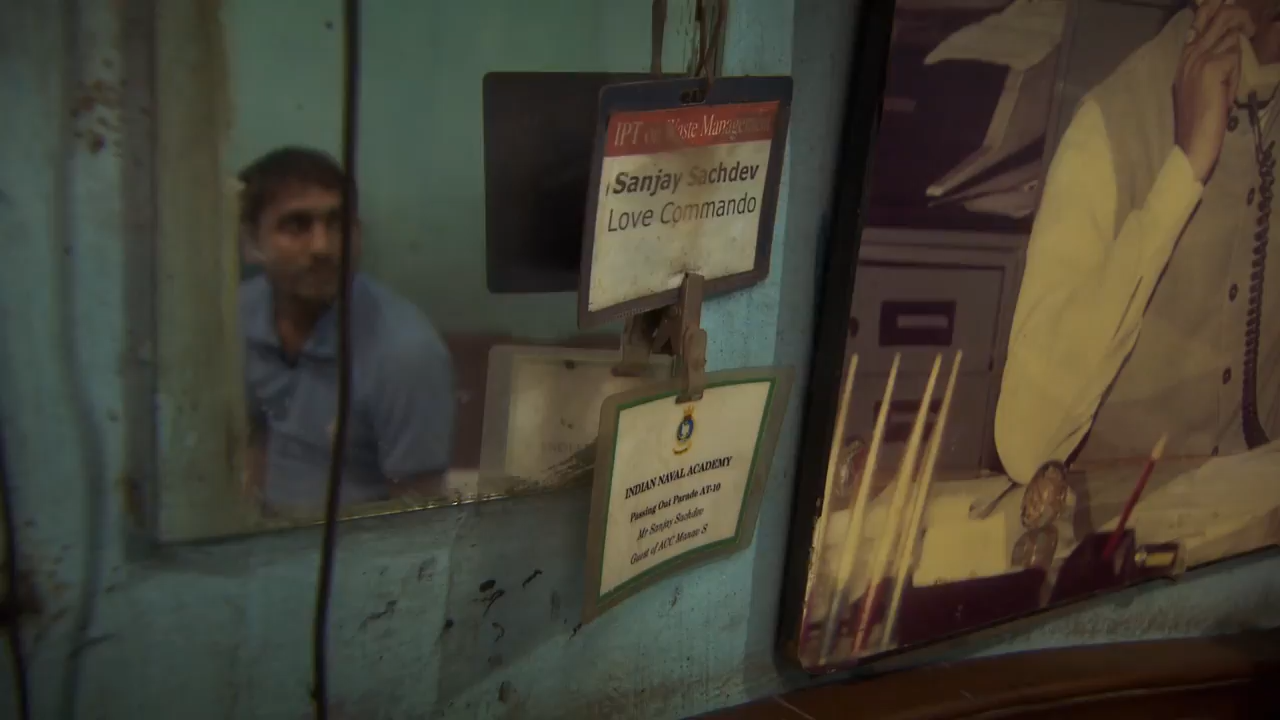 IPT on Waste Management
Sanjay Sachdev
Love Commando
INDIAN NAVAL ACADEMY
Passing Out Parade AT-10
Mr Sanjay Sachdev
Guest of ACC Manav S